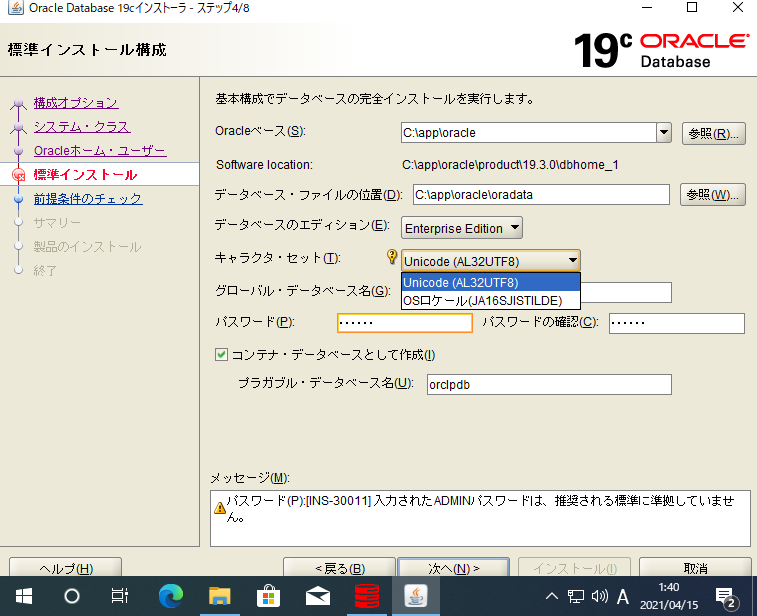 Oracle Database 19cインストーラ - ステップ4/8
標準インストール構成
19c ORACLE
Database
構成オプション
システム・クラス
Oracleホーム・ユーザー
標準インストール
前提条件のチェック
サマリー
製品のインストール
終了
基本構成でデータベースの完全インストールを実行します。
Oracleベース(S): C:\app\oracle 参照(R)...
Software location: C:\app\oracle\product\19.3.0\dbhome_1
データベース・ファイルの位置(D): C:\app\oracle\oradata 参照(W)...
データベースのエディション(E): Enterprise Edition
キャラクタ・セット(T): Unicode (AL32UTF8)
Unicode (AL32UTF8)
OSロケール(JA16SJISTILDE)
グローバル・データベース名(G):
パスワード(P): •••••• パスワードの確認(C): ••••••
コンテナ・データベースとして作成(I)
プラガブル・データベース名(U): orclpdb
メッセージ(M):
パスワード(P):[INS-30011] 入力されたADMINパスワードは、推奨される標準に準拠していませ
ん。
ヘルプ(H) <戻る(B) 次へ(N)> インストール(I) 取消
A 1:40
2021/04/15 2